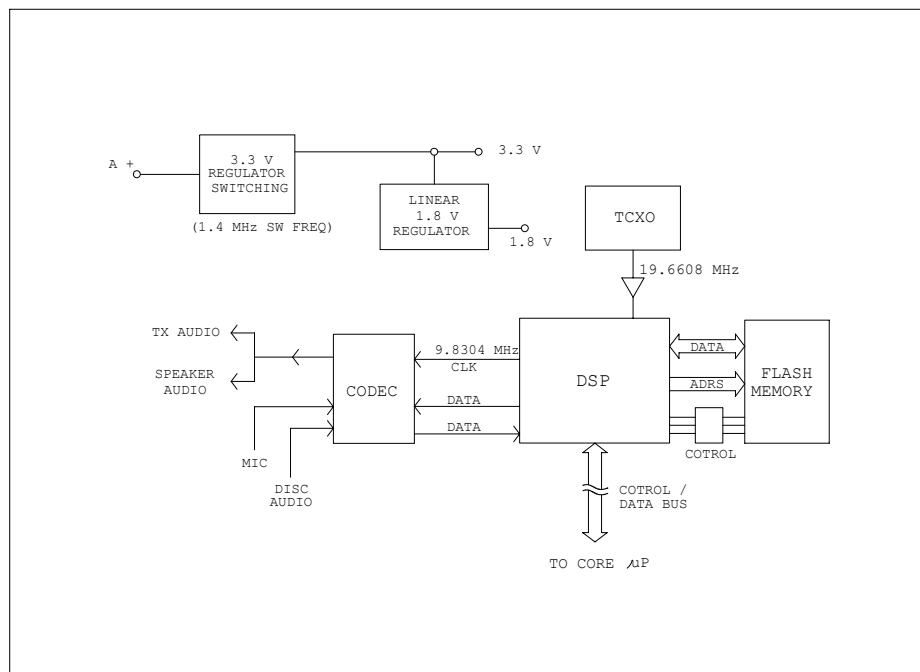 A +
3.3 V
REGULATOR
SWITCHING
(1.4 MHz SW FREQ)
3.3 V
LINEAR
1.8 V
REGULATOR
1.8 V
TCXO
19.6608 MHz
TX AUDIO
SPEAKER
AUDIO
CODEC
9.8304 MHz
CLK
DATA
DATA
MIC
DISC
AUDIO
DSP
DATA
ADRS
COTROL
FLASH
MEMORY
COTROL /
DATA BUS
TO CORE µP